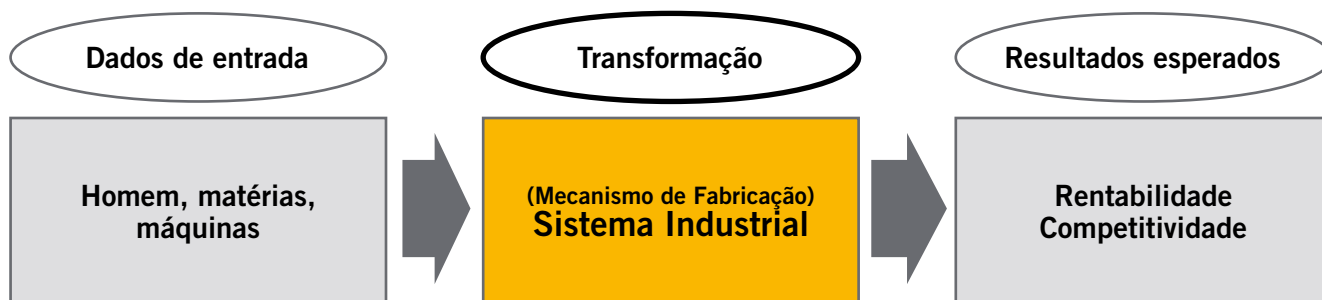 Dados de entrada
Transformação
Resultados esperados
Homem, matérias,
máquinas
(Mecanismo de Fabricação)
Sistema Industrial
Rentabilidade
Competitividade